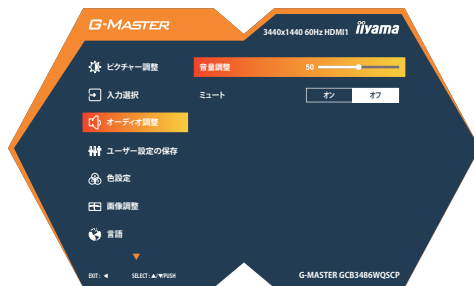 G-MASTER
3440x1440 60Hz HDMI1 iiyama
ピクチャー調整
音量調整 50
入力選択
ミュート オン オフ
オーディオ調整
ユーザー設定の保存
色設定
画像調整
言語
EXIT : ◄ SELECT : ▲/▼/PUSH G-MASTER GCB3486WQSCP